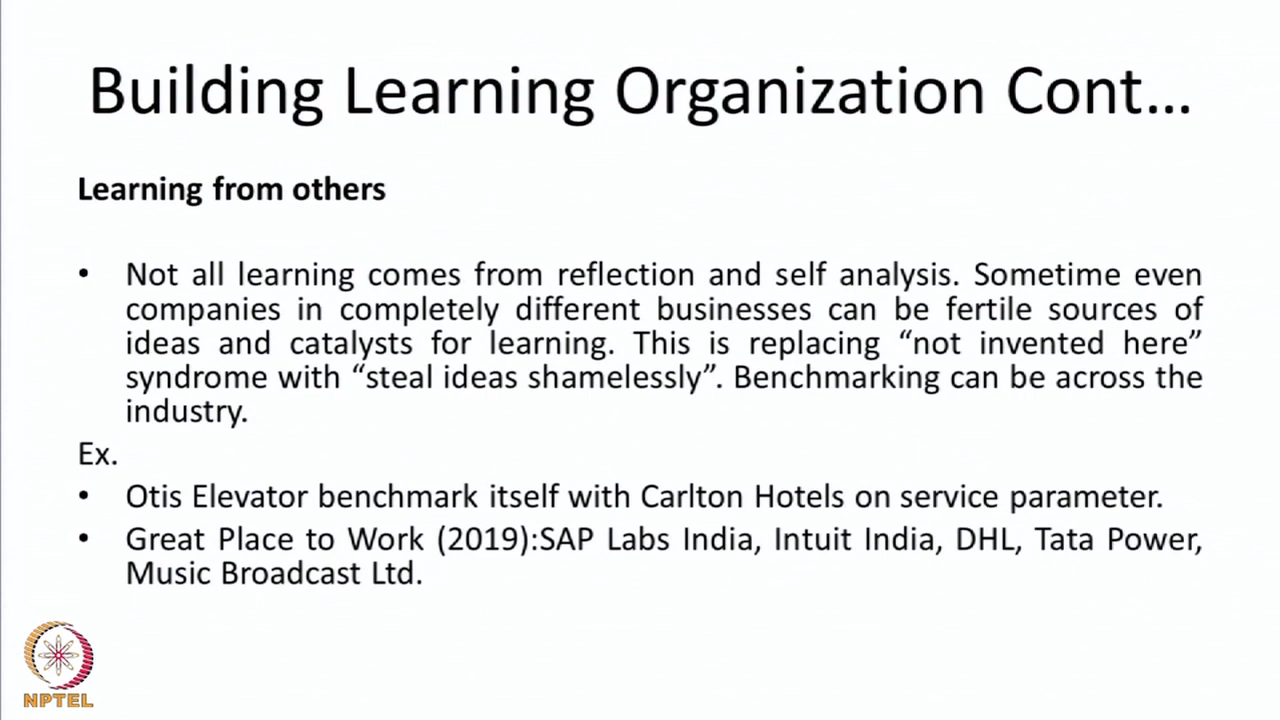 Building Learning Organization Cont...
Learning from others
• Not all learning comes from reflection and self analysis. Sometime even
companies in completely different businesses can be fertile sources of
ideas and catalysts for learning. This is replacing “not invented here”
syndrome with “steal ideas shamelessly”. Benchmarking can be across the
industry.
Ex.
• Otis Elevator benchmark itself with Carlton Hotels on service parameter.
• Great Place to Work (2019):SAP Labs India, Intuit India, DHL, Tata Power,
Music Broadcast Ltd.
NPTEL